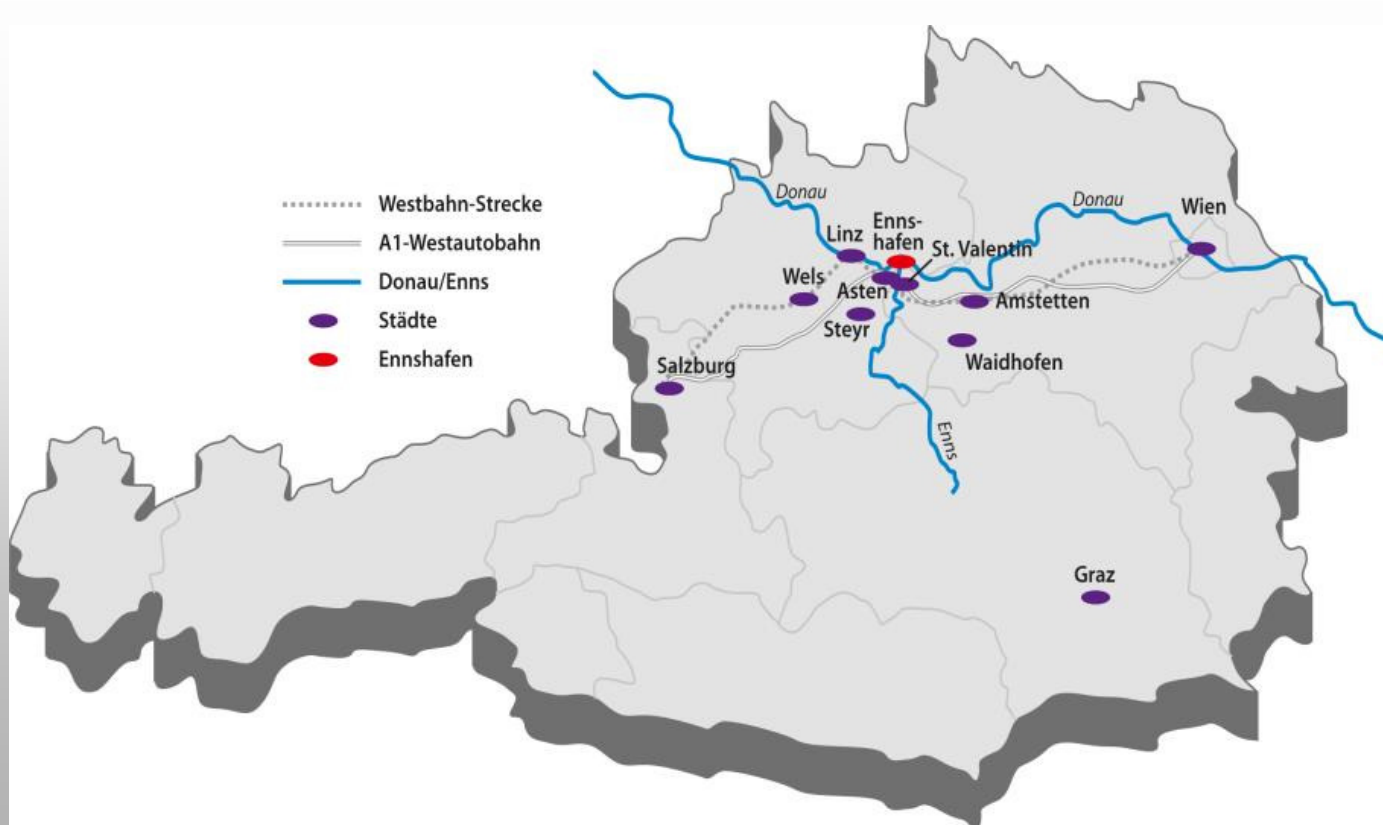 Westbahn-Strecke
A1-Westautobahn
Donau/Enns
Städte
Ennshafen
Donau
Donau
Wien
Linz
Enns-
hafen
St. Valentin
Wels
Asten
Amstetten
Steyr
Waidhofen
Salzburg
Enns
Graz